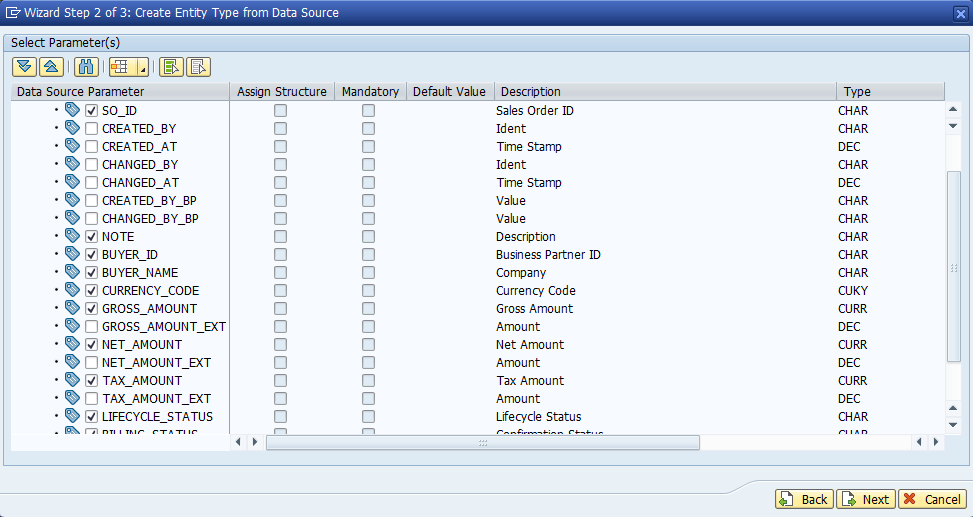 Wizard Step 2 of 3: Create Entity Type from Data Source
Select Parameter(s)
Data Source Parameter Assign Structure Mandatory Default Value Description Type
SO_ID Sales Order ID CHAR
CREATED_BY Ident CHAR
CREATED_AT Time Stamp DEC
CHANGED_BY Ident CHAR
CHANGED_AT Time Stamp DEC
CREATED_BY_BP Value CHAR
CHANGED_BY_BP Value CHAR
NOTE Description CHAR
BUYER_ID Business Partner ID CHAR
BUYER_NAME Company CHAR
CURRENCY_CODE Currency Code CUKY
GROSS_AMOUNT Gross Amount CURR
GROSS_AMOUNT_EXT Amount DEC
NET_AMOUNT Net Amount CURR
NET_AMOUNT_EXT Amount DEC
TAX_AMOUNT Tax Amount CURR
TAX_AMOUNT_EXT Amount DEC
LIFECYCLE_STATUS Lifecycle Status CHAR
BILLING_STATUS Confirmation Status CHAR
Back Next Cancel